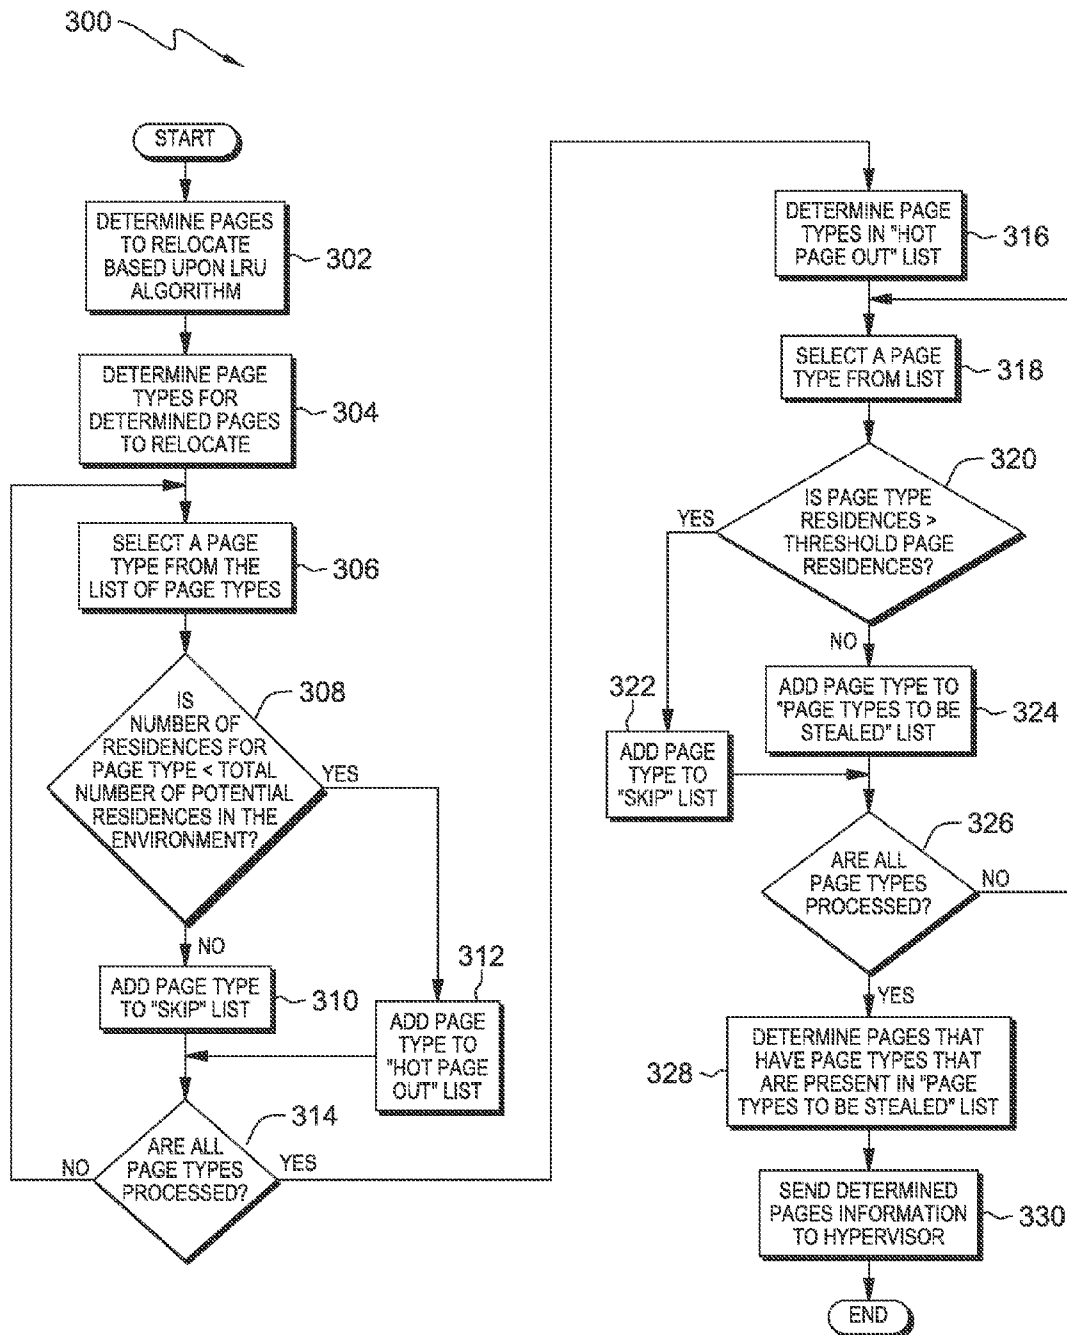 300
START
DETERMINE PAGES
TO RELOCATE
BASED UPON LRU
ALGORITHM
302
DETERMINE PAGE
TYPES FOR
DETERMINED PAGES
TO RELOCATE
304
SELECT A PAGE
TYPE FROM THE
LIST OF PAGE TYPES
306
IS
NUMBER OF
RESIDENCES FOR
PAGE TYPE < TOTAL
NUMBER OF POTENTIAL
RESIDENCES IN THE
ENVIRONMENT?
308
YES
NO
ADD PAGE TYPE
TO "SKIP" LIST
310
312
ADD PAGE
TYPE TO
"HOT PAGE
OUT" LIST
314
ARE ALL
PAGE TYPES
PROCESSED?
NO
YES
DETERMINE PAGE
TYPES IN "HOT
PAGE OUT" LIST
316
SELECT A PAGE
TYPE FROM LIST
318
320
IS PAGE TYPE
RESIDENCES >
THRESHOLD PAGE
RESIDENCES?
YES
NO
322
ADD PAGE
TYPE TO
"SKIP" LIST
ADD PAGE TYPE TO
"PAGE TYPES TO BE
STEALED" LIST
324
326
ARE ALL
PAGE TYPES
PROCESSED?
NO
YES
328
DETERMINE PAGES THAT
HAVE PAGE TYPES THAT
ARE PRESENT IN "PAGE
TYPES TO BE STEALED" LIST
SEND DETERMINED
PAGES INFORMATION
TO HYPERVISOR
330
END